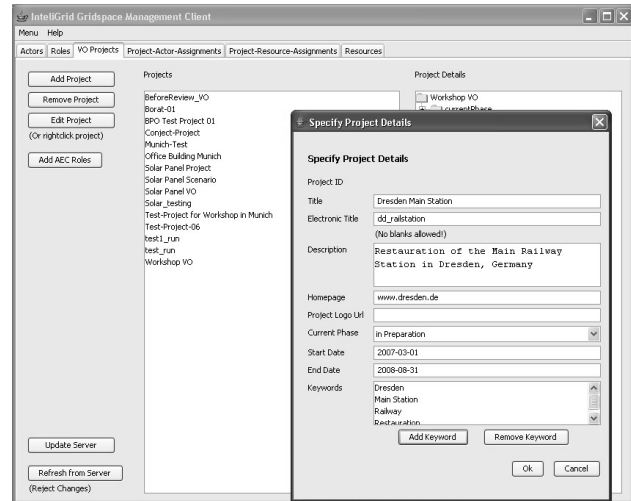 InteliGrid Gridspace Management Client
Menu Help
Actors Roles VO Projects Project-Actor-Assignments Project-Resource-Assignments Resources
Add Project
Remove Project
Edit Project
(Or rightclick project)
Add AEC Roles
Update Server
Refresh from Server
(Reject Changes)
Projects
BeforeReview_VO
Borat-01
BPO Test Project 01
Conject-Project
Munich-Test
Office Building Munich
Solar Panel Project
Solar Panel Scenario
Solar Panel VO
Solar_testing
Test-Project for Workshop in Munich
Test-Project-06
test1_run
test_run
Workshop VO
Project Details
Workshop VO
currentPhase
Specify Project Details
Specify Project Details
Project ID
Title Dresden Main Station
Electronic Title dd_railstation
(No blanks allowed!)
Description Restauration of the Main Railway
Station in Dresden, Germany
Homepage www.dresden.de
Project Logo Url
Current Phase in Preparation
Start Date 2007-03-01
End Date 2008-08-31
Keywords Dresden
Main Station
Railway
Restauration
Add Keyword Remove Keyword
Ok Cancel